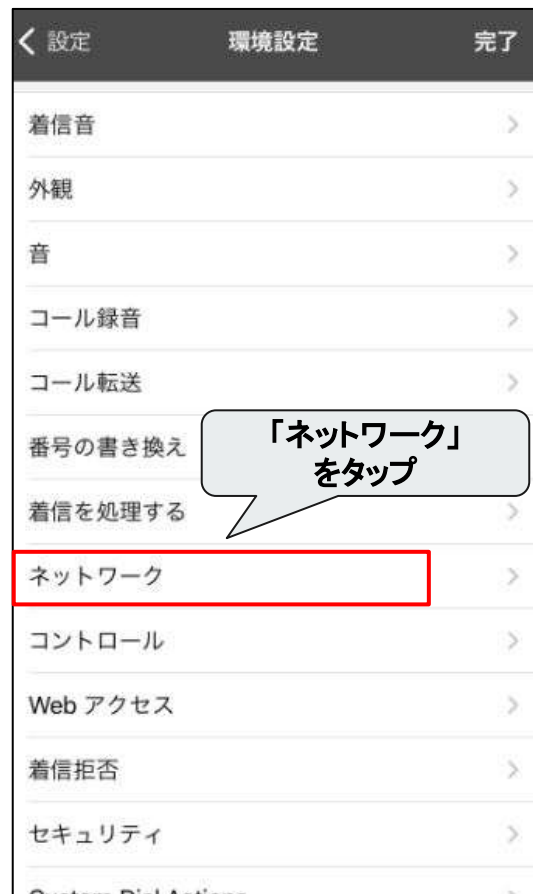 設定 環境設定 完了
着信音
外観
音
コール録音
コール転送
番号の書き換え
「ネットワーク」
をタップ
着信を処理する
ネットワーク
コントロール
Web アクセス
着信拒否
セキュリティ
Custom Dial Actions